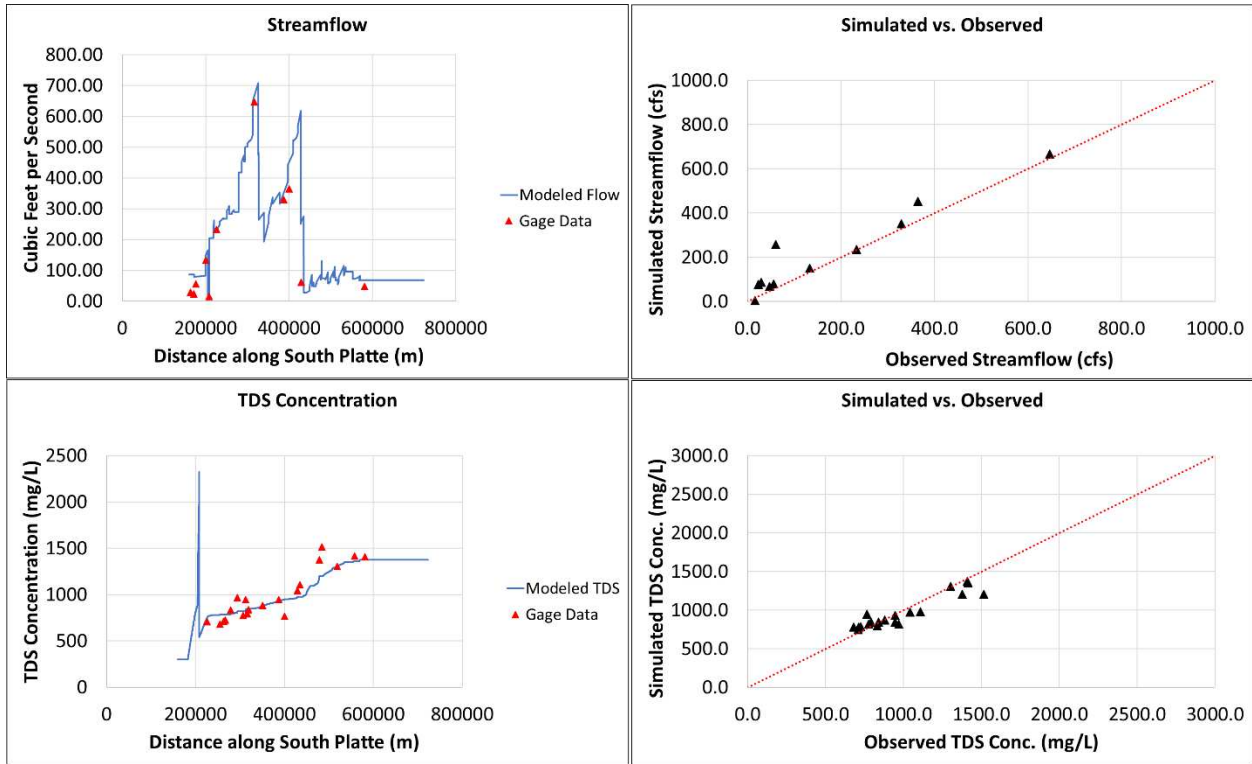 Streamflow
Cubic Feet per Second
800.00
700.00
600.00
500.00
400.00
300.00
200.00
100.00
0.00
0 200000 400000 600000 800000
Distance along South Platte (m)
Modeled Flow
Gage Data
Simulated vs. Observed
Simulated Streamflow (cfs)
1000.0
800.0
600.0
400.0
200.0
0.0
0.0 200.0 400.0 600.0 800.0 1000.0
Observed Streamflow (cfs)
TDS Concentration
TDS Concentration (mg/L)
2500
2000
1500
1000
500
0
0 200000 400000 600000 800000
Distance along South Platte (m)
Modeled TDS
Gage Data
Simulated vs. Observed
Simulated TDS Conc. (mg/L)
3000.0
2500.0
2000.0
1500.0
1000.0
500.0
0.0
0.0 500.0 1000.0 1500.0 2000.0 2500.0 3000.0
Observed TDS Conc. (mg/L)